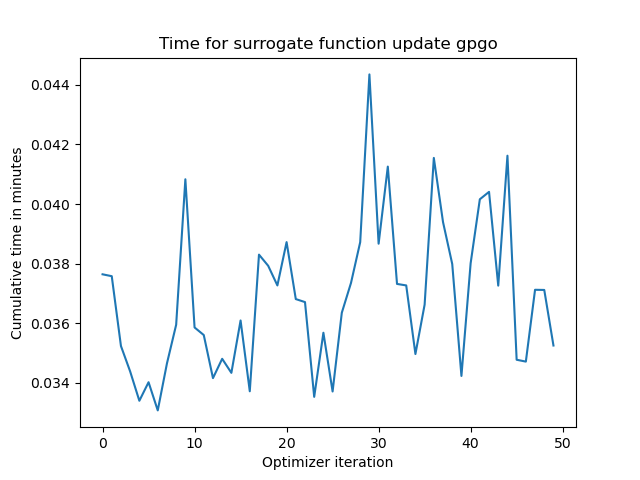 Time for surrogate function update gpgo
Cumulative time in minutes
0.044
0.042
0.040
0.038
0.036
0.034
0 10 20 30 40 50
Optimizer iteration